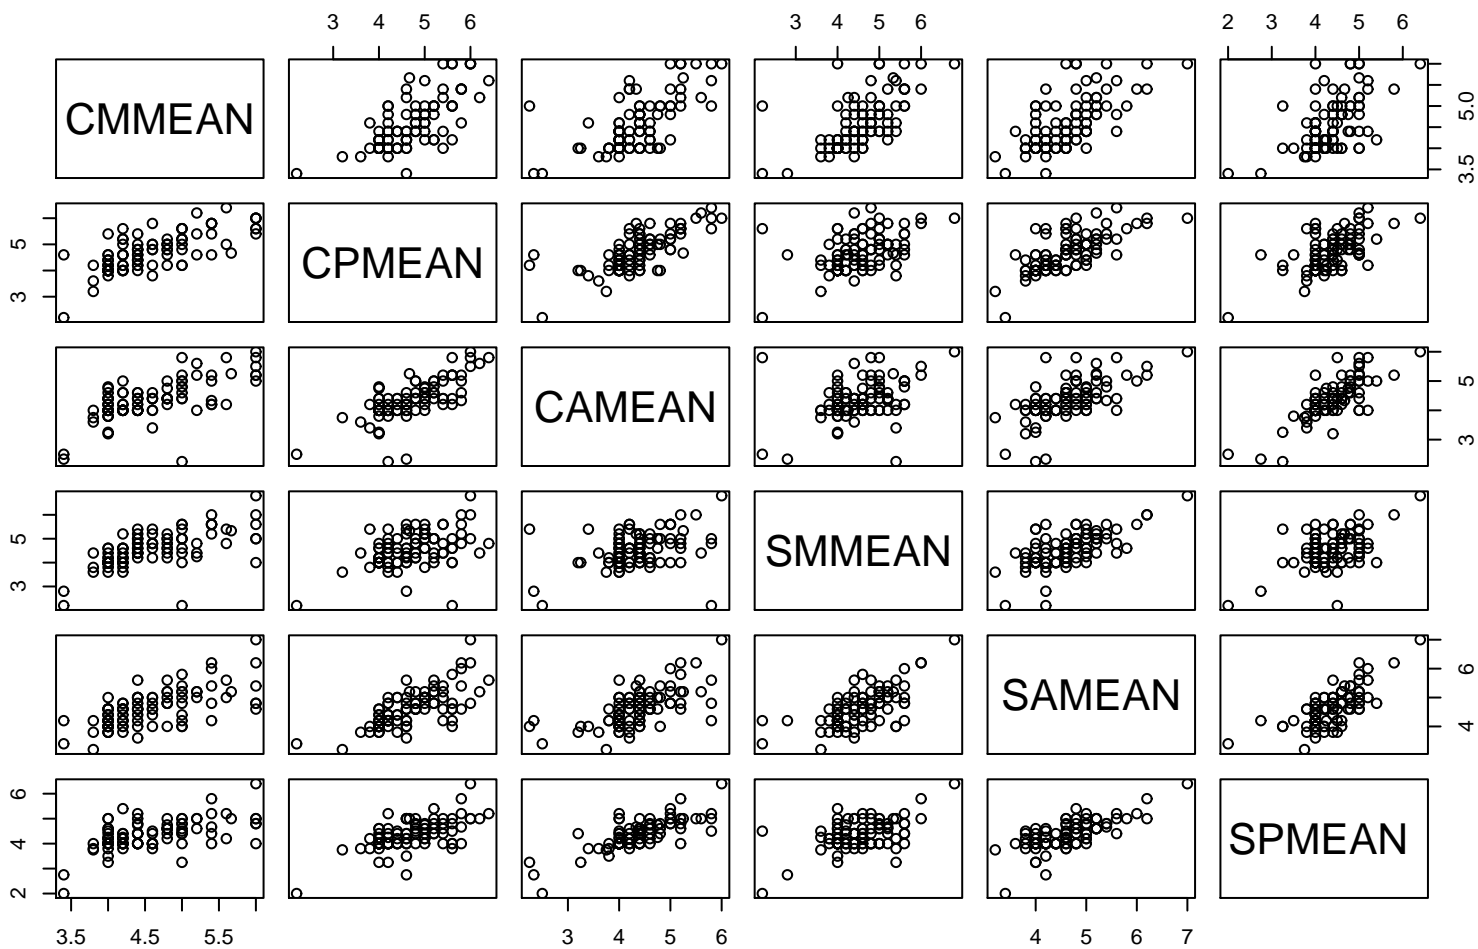 3 4 5 6 3 4 5 6 2 3 4 5 6
CMMEAN 3.5 5.0
3 5 CPMEAN
CAMEAN 3 5
3 5 SMMEAN
SAMEAN 4 6
2 4 6 SPMEAN
3.5 4.5 5.5 3 4 5 6 4 5 6 7